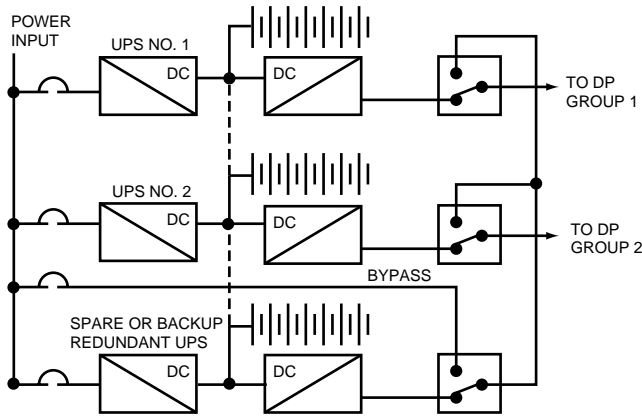 POWER
INPUT
UPS NO. 1
DC
DC
TO DP
GROUP 1
UPS NO. 2
DC
DC
TO DP
GROUP 2
BYPASS
SPARE OR BACKUP
REDUNDANT UPS
DC
DC